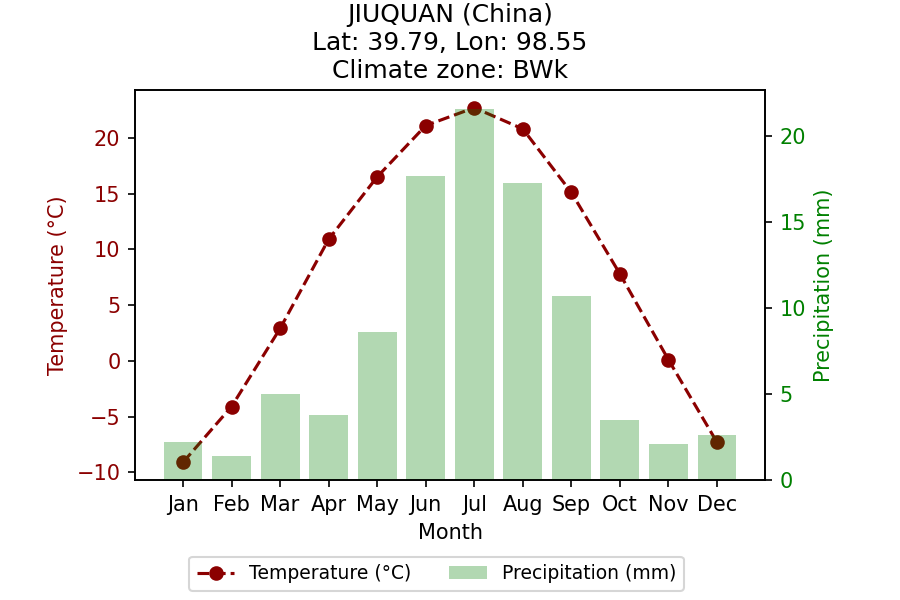 JIUQUAN (China)
Lat: 39.79, Lon: 98.55
Climate zone: BWk
Temperature (°C)
20
15
10
5
0
−5
−10
Precipitation (mm)
20
15
10
5
0
Jan Feb Mar Apr May Jun Jul Aug Sep Oct Nov Dec
Month
Temperature (°C) Precipitation (mm)